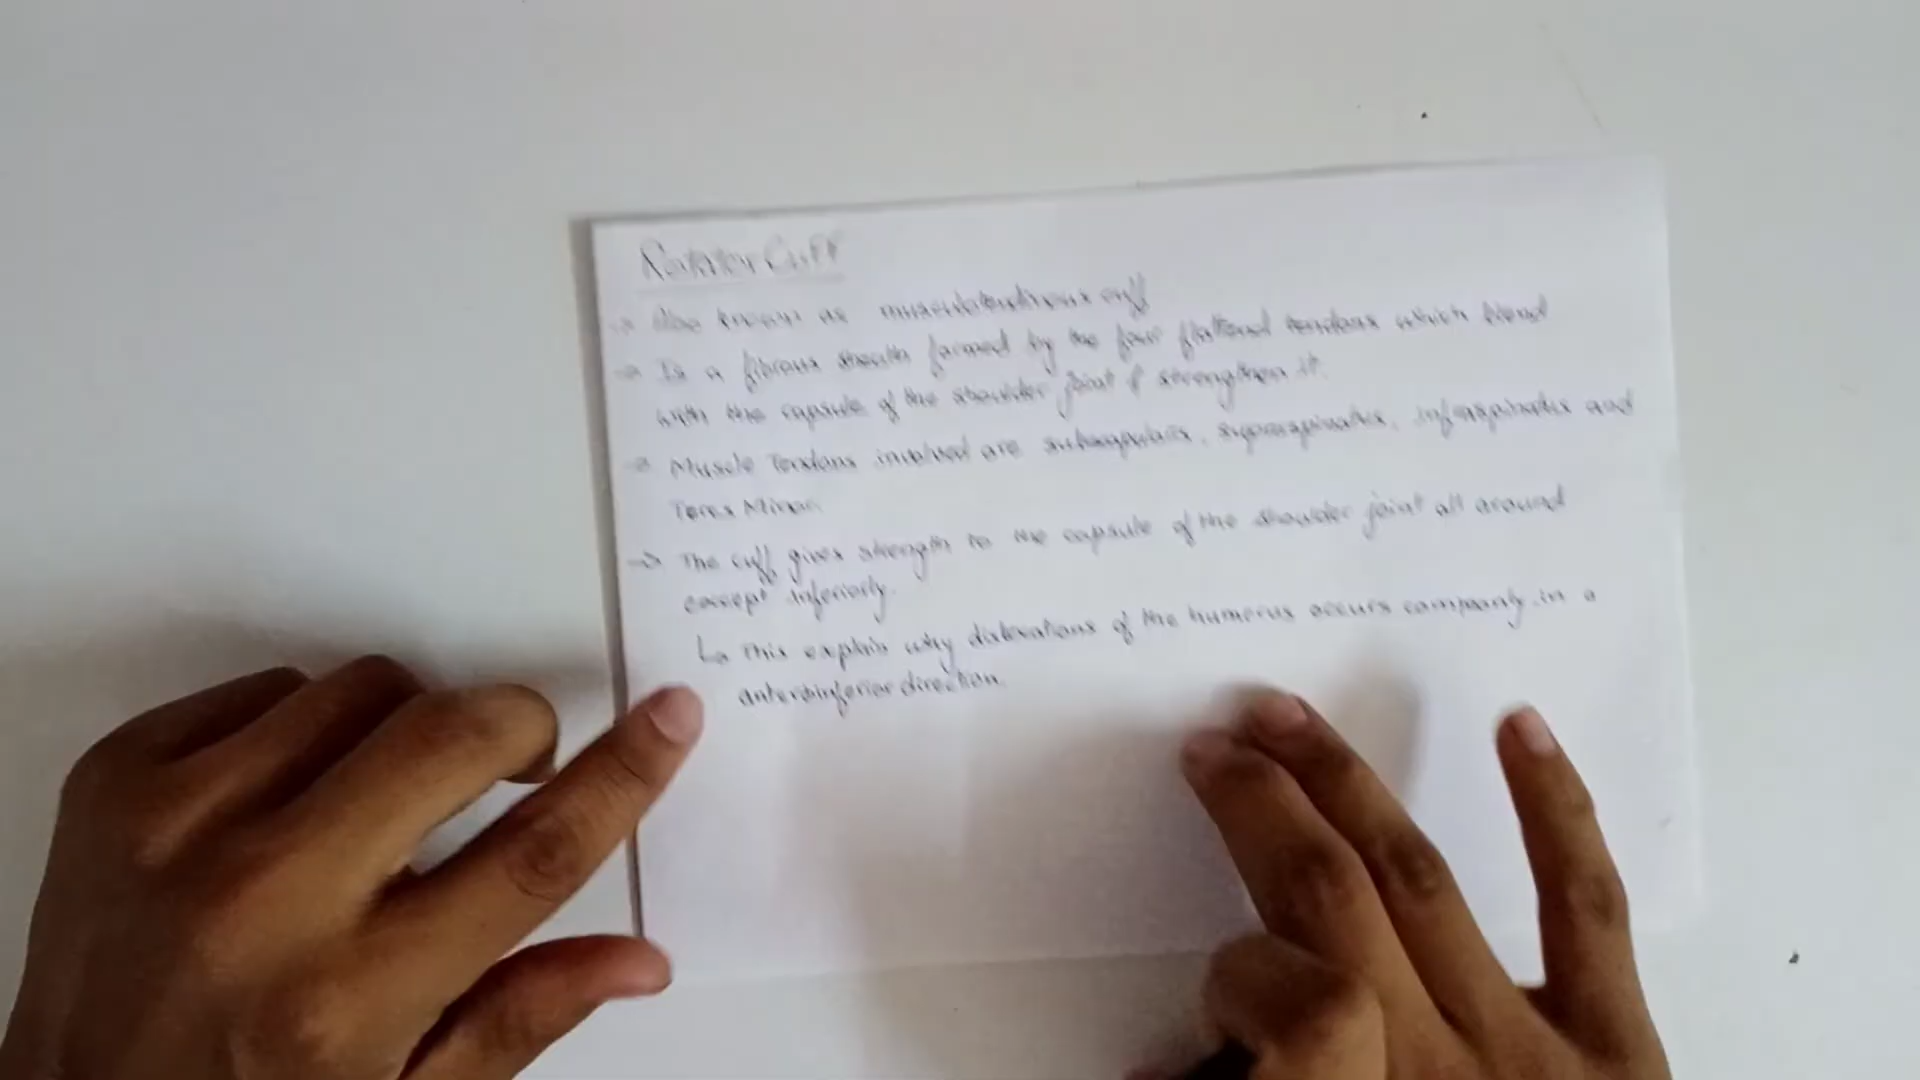 Rotator Cuff
→ Also known as musculotendinous cuff
→ Is a fibrous sheath formed by the four flattend tendons which blend
with the capsule of the shoulder joint & strengthen it.
→ Muscle Tendons involved are subscapularis, supraspinatus, infraspinatus and
Teres Minor.
→ The cuff gives strength to the capsule of the shoulder joint all around
except inferiorly.
↳ This explain why dislocations of the humerus occurs commonly in a
anteroinferior direction.